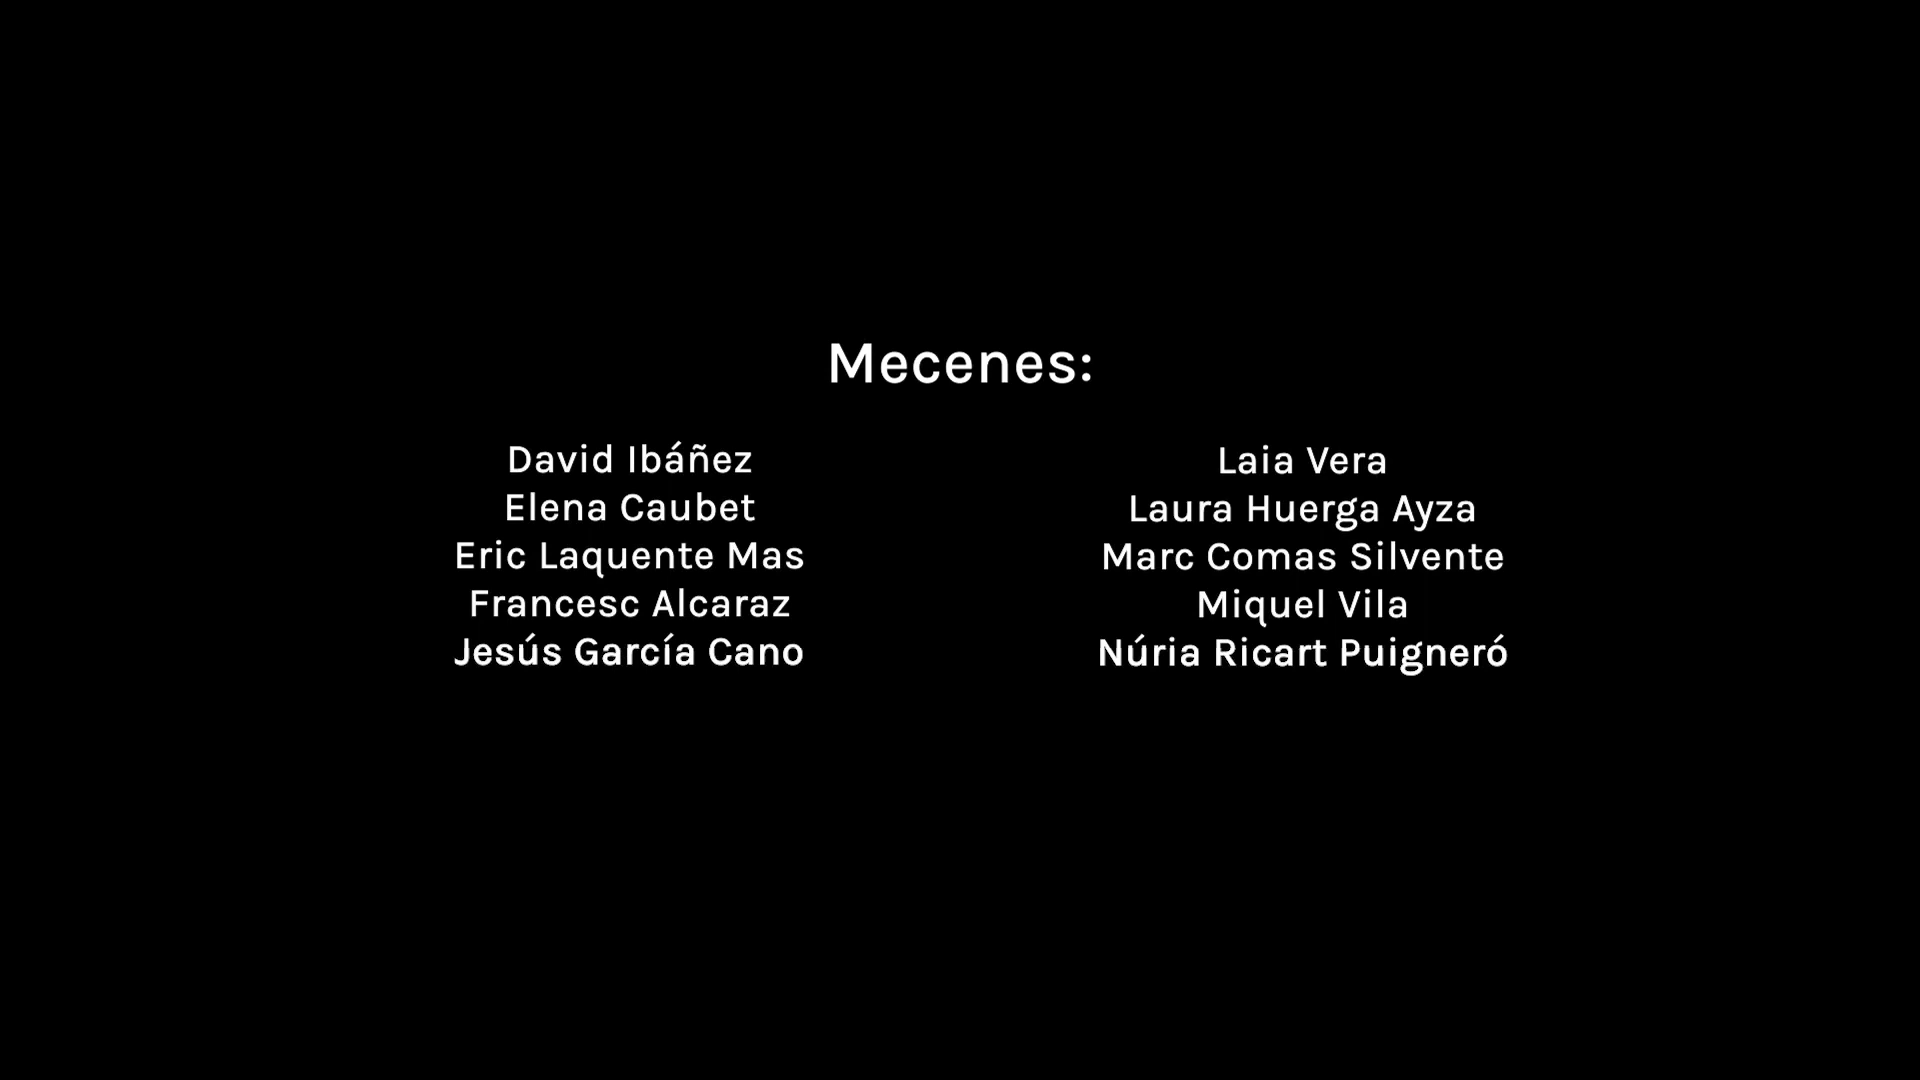 Mecenes:
David Ibáñez
Elena Caubet
Eric Laquente Mas
Francesc Alcaraz
Jesús García Cano
Laia Vera
Laura Huerga Ayza
Marc Comas Silvente
Miquel Vila
Núria Ricart Puigneró